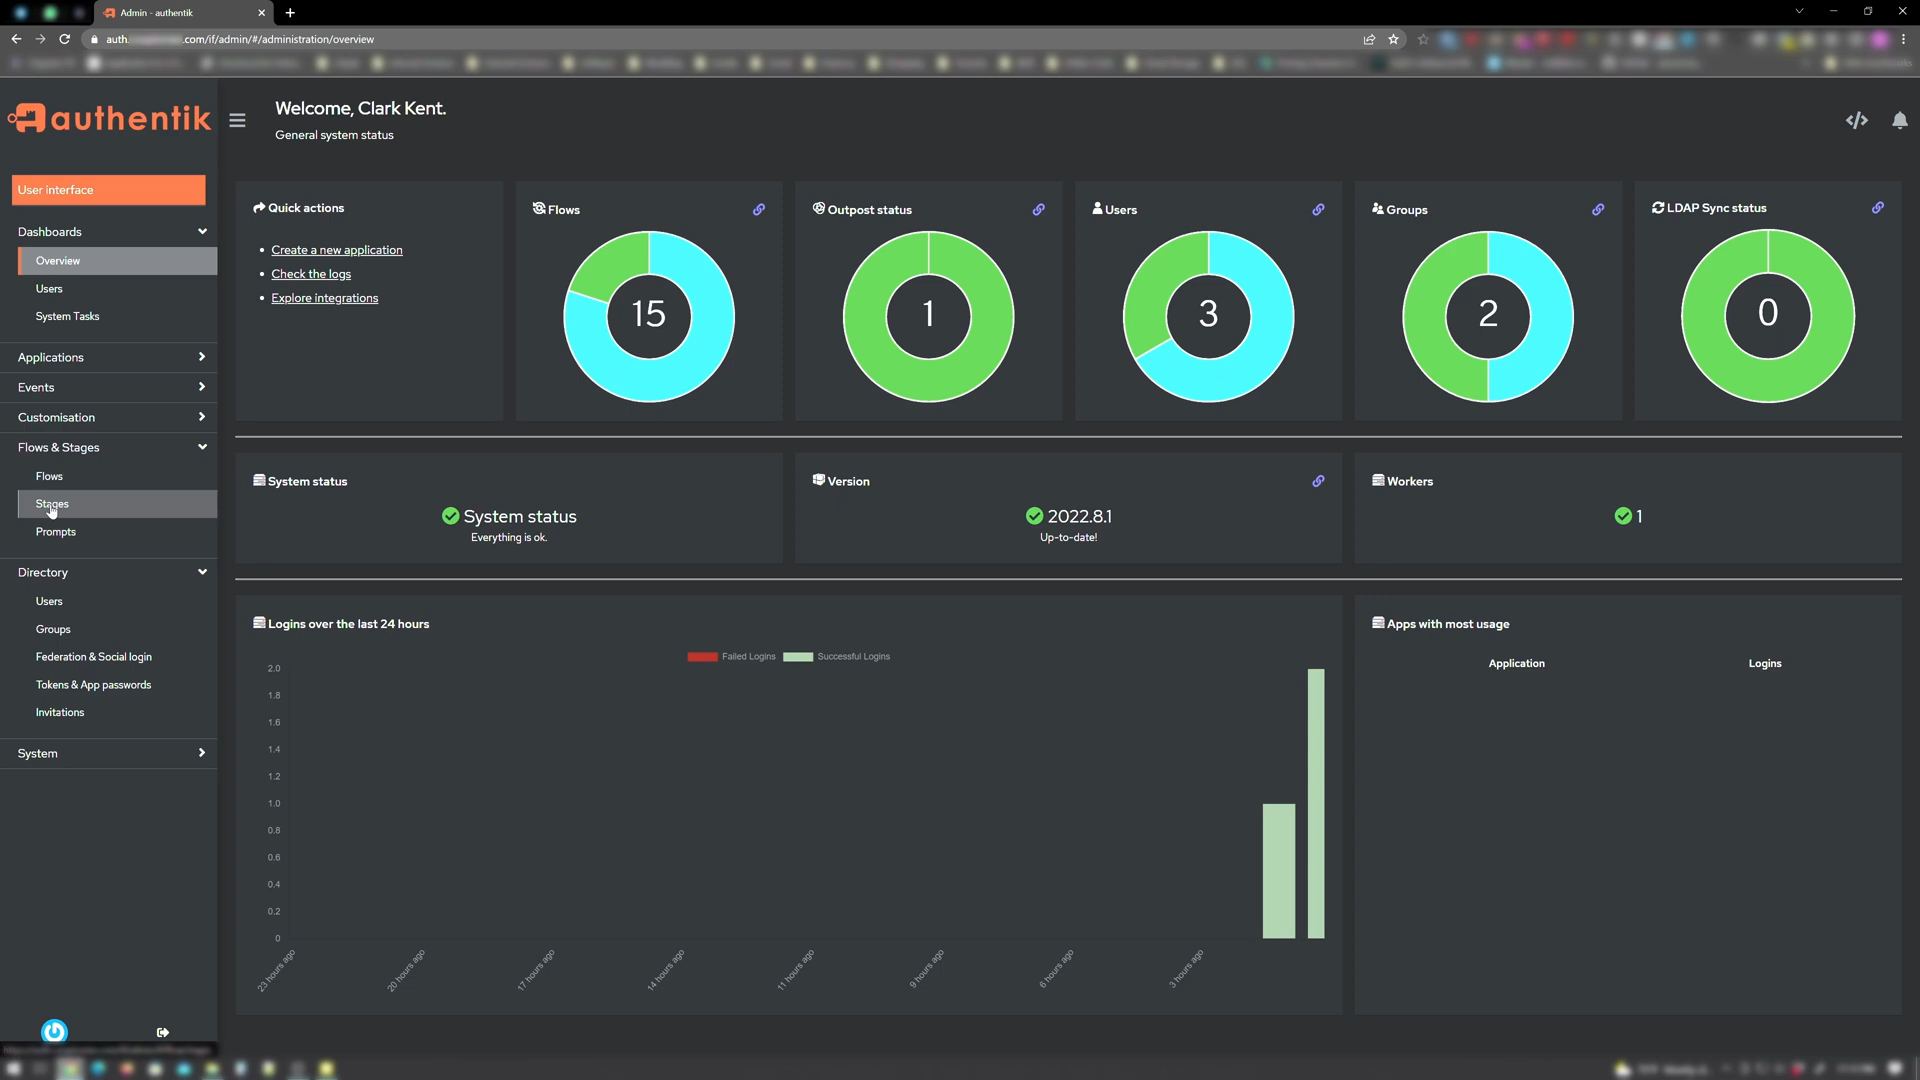 Admin - authentik
auth. .com/if/admin/#/administration/overview
authentik
Welcome, Clark Kent.
General system status
User interface
Dashboards
Overview
Users
System Tasks
Applications
Events
Customisation
Flows & Stages
Flows
Stages
Prompts
Directory
Users
Groups
Federation & Social login
Tokens & App passwords
Invitations
System
Quick actions
• Create a new application
• Check the logs
• Explore integrations
Flows
15
Outpost status
1
Users
3
Groups
2
LDAP Sync status
0
System status
System status
Everything is ok.
Version
2022.8.1
Up-to-date!
Workers
1
Logins over the last 24 hours
Failed Logins Successful Logins
2.0
1.8
1.6
1.4
1.2
1.0
0.8
0.6
0.4
0.2
0
23 hours ago 20 hours ago 17 hours ago 14 hours ago 11 hours ago 9 hours ago 6 hours ago 3 hours ago
Apps with most usage
Application Logins